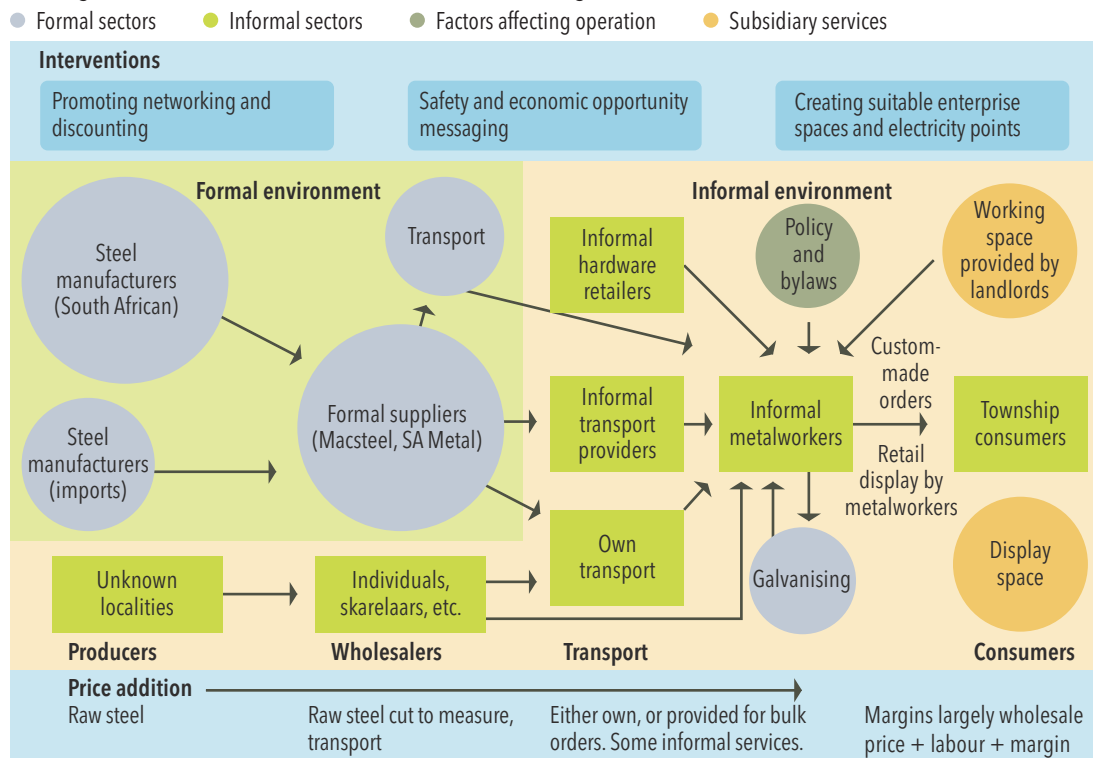 Formal sectors
Informal sectors
Factors affecting operation
Subsidiary services
Interventions
Promoting networking and
discounting
Safety and economic opportunity
messaging
Creating suitable enterprise
spaces and electricity points
Formal environment
Informal environment
Steel
manufacturers
(South African)
Transport
Informal
hardware
retailers
Policy
and
bylaws
Working
space
provided by
landlords
Steel
manufacturers
(imports)
Formal suppliers
(Macsteel, SA Metal)
Informal
transport
providers
Informal
metalworkers
Custom-
made
orders
Retail
display by
metalworkers
Township
consumers
Unknown
localities
Individuals,
skarelaars, etc.
Own
transport
Galvanising
Display
space
Producers
Wholesalers
Transport
Consumers
Price addition
Raw steel
Raw steel cut to measure,
transport
Either own, or provided for bulk
orders. Some informal services.
Margins largely wholesale
price + labour + margin